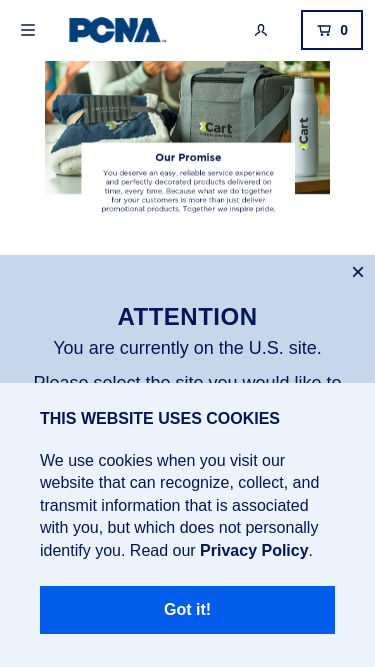 PCNA
0
xCart
xCart
Our Promise
You deserve an easy, reliable service experience
and perfectly decorated products delivered on
time, every time. Because what we do together
for your customers is more than just deliver
promotional products. Together we inspire pride.
ATTENTION
You are currently on the U.S. site.
Please select the site you would like to
THIS WEBSITE USES COOKIES
We use cookies when you visit our
website that can recognize, collect, and
transmit information that is associated
with you, but which does not personally
identify you. Read our Privacy Policy.
Got it!